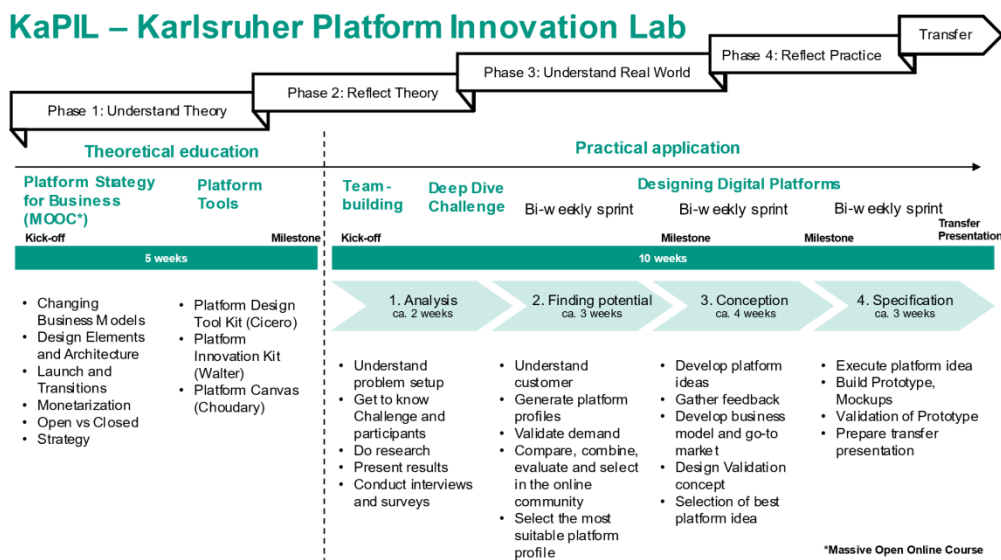 KaPIL – Karlsruher Platform Innovation Lab
Transfer
Phase 4: Reflect Practice
Phase 3: Understand Real World
Phase 2: Reflect Theory
Phase 1: Understand Theory
Theoretical education
Practical application
Platform Strategy
for Business
(MOOC*)
Platform
Tools
Team-
building
Deep Dive
Challenge
Designing Digital Platforms
Bi-weekly sprint
Bi-weekly sprint
Bi-weekly sprint
Kick-off
Milestone
Kick-off
Milestone
Milestone
Transfer
Presentation
5 weeks
10 weeks
• Changing
Business Models
• Design Elements
and Architecture
• Launch and
Transitions
• Monetarization
• Open vs Closed
• Strategy
• Platform Design
Tool Kit (Cicero)
• Platform
Innovation Kit
(Walter)
• Platform Canvas
(Choudary)
1. Analysis
ca. 2 weeks
2. Finding potential
ca. 3 weeks
3. Conception
ca. 4 weeks
4. Specification
ca. 3 weeks
• Understand
problem setup
• Get to know
Challenge and
participants
• Do research
• Present results
• Conduct interviews
and surveys
• Understand
customer
• Generate platform
profiles
• Validate demand
• Compare, combine,
evaluate and select
in the online
community
• Select the most
suitable platform
profile
• Develop platform
ideas
• Gather feedback
• Develop business
model and go-to
market
• Design Validation
concept
• Selection of best
platform idea
• Execute platform idea
• Build Prototype,
Mockups
• Validation of Prototype
• Prepare transfer
presentation
*Massive Open Online Course